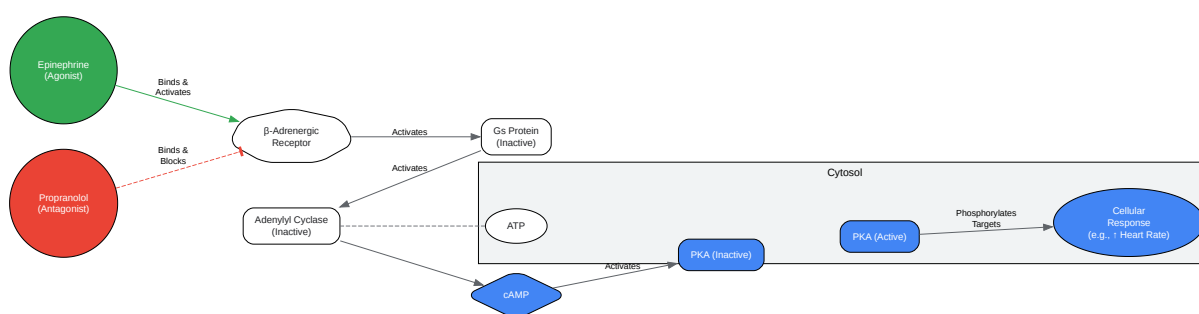 Epinephrine
(Agonist)
Binds &
Activates
β-Adrenergic
Receptor
Activates
Gs Protein
(Inactive)
Binds &
Blocks
Propranolol
(Antagonist)
Activates
Adenylyl Cyclase
(Inactive)
Cytosol
ATP
cAMP
Activates
PKA (Inactive)
PKA (Active)
Phosphorylates
Targets
Cellular
Response
(e.g., ↑ Heart Rate)